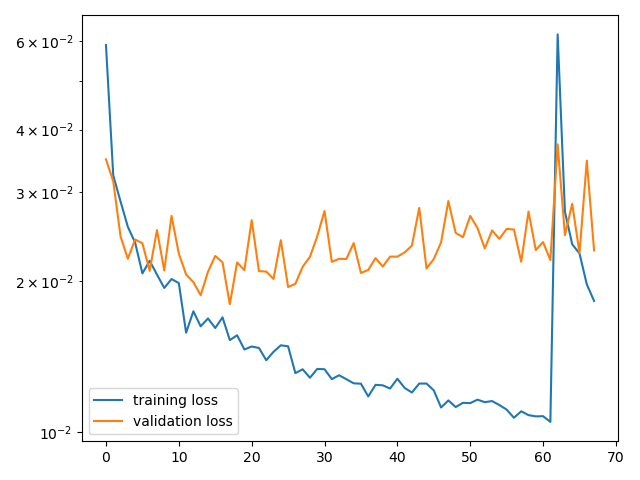 6 × 10⁻²
4 × 10⁻²
3 × 10⁻²
2 × 10⁻²
10⁻²
training loss
validation loss
0 10 20 30 40 50 60 70